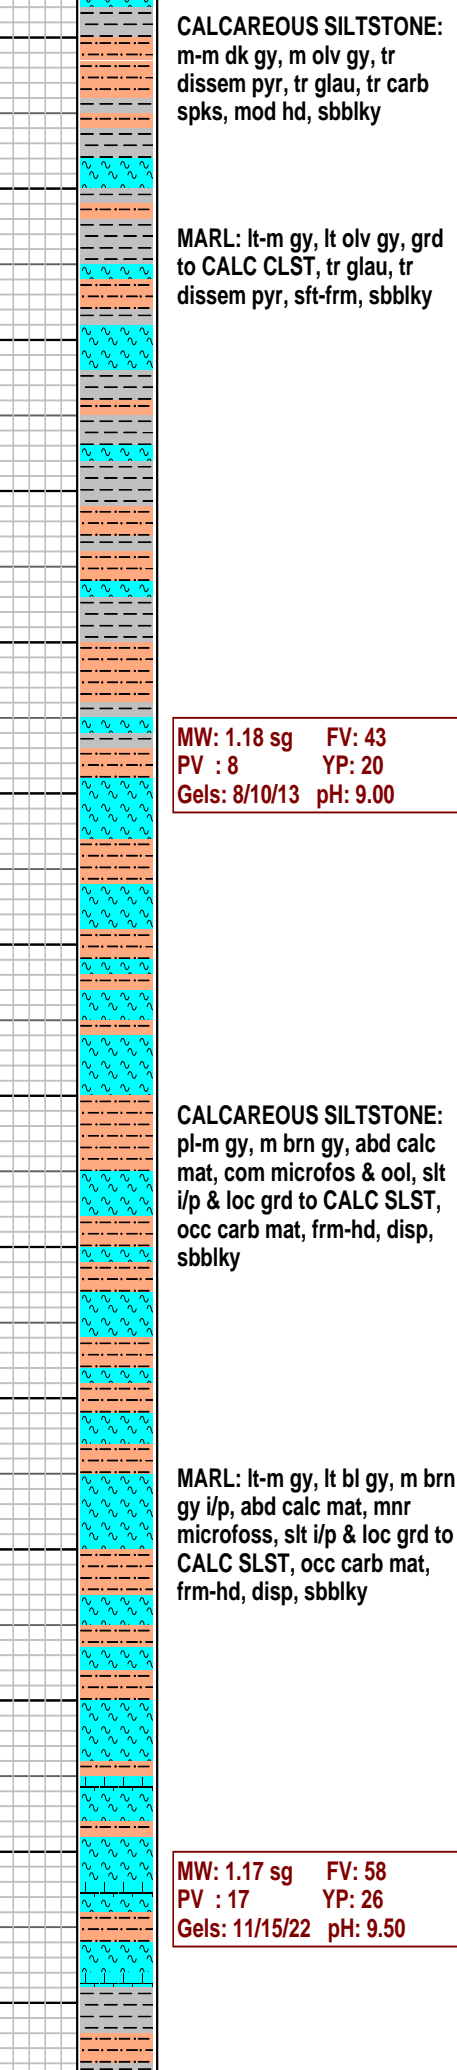 CALCAREOUS SILTSTONE:
m-m dk gy, m olv gy, tr
dissem pyr, tr glau, tr carb
spks, mod hd, sbblky
MARL: lt-m gy, lt olv gy, grd
to CALC CLST, tr glau, tr
dissem pyr, sft-frm, sbblky
MW: 1.18 sg FV: 43
PV : 8 YP: 20
Gels: 8/10/13 pH: 9.00
CALCAREOUS SILTSTONE:
pl-m gy, m brn gy, abd calc
mat, com microfos & ool, slt
i/p & loc grd to CALC SLST,
occ carb mat, frm-hd, disp,
sbblky
MARL: lt-m gy, lt bl gy, m brn
gy i/p, abd calc mat, mnr
microfoss, slt i/p & loc grd to
CALC SLST, occ carb mat,
frm-hd, disp, sbblky
MW: 1.17 sg FV: 58
PV : 17 YP: 26
Gels: 11/15/22 pH: 9.50